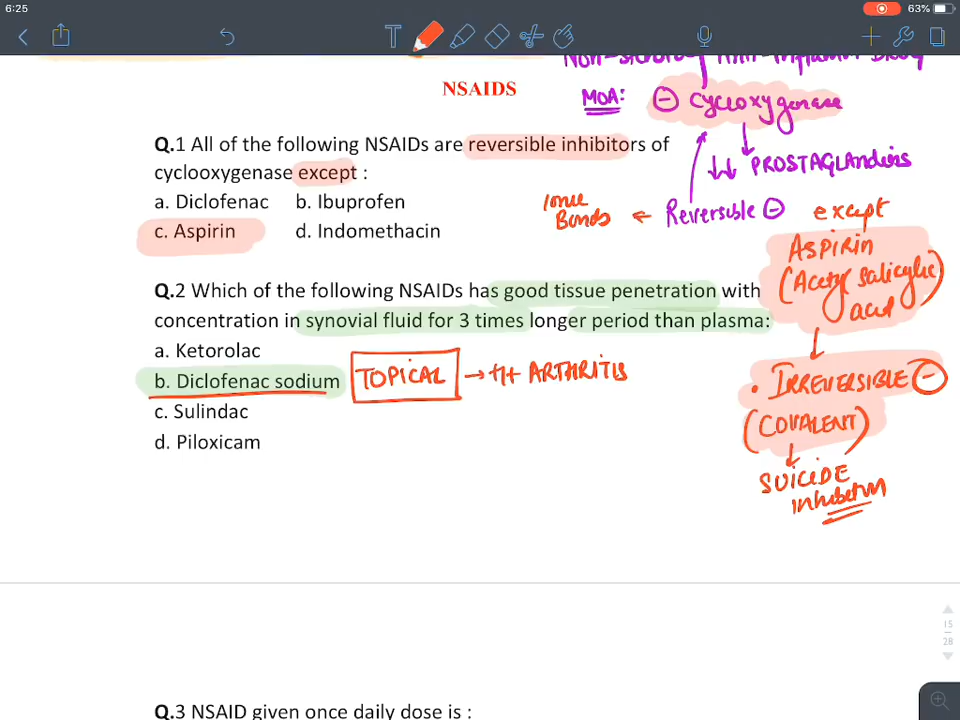 6:25
63%
T
NSAIDS
MOA: ⊖ cycloxygenase
↓↓ PROSTAGLANDins
Q.1 All of the following NSAIDs are reversible inhibitors of
cyclooxygenase except :
a. Diclofenac b. Ibuprofen
c. Aspirin d. Indomethacin
Ionic Bonds ← Reversible ⊖ except
ASPIRIN
(Acetyl salicylic
acid
Q.2 Which of the following NSAIDs has good tissue penetration with
concentration in synovial fluid for 3 times longer period than plasma:
a. Ketorolac
b. Diclofenac sodium
TOPICAL → t/t ARTHRITIS
c. Sulindac
d. Piloxicam
• IRREVERSIBLE ⊖
(COVALENT)
↓
SUICIDE
15
28
Q.3 NSAID given once daily dose is :